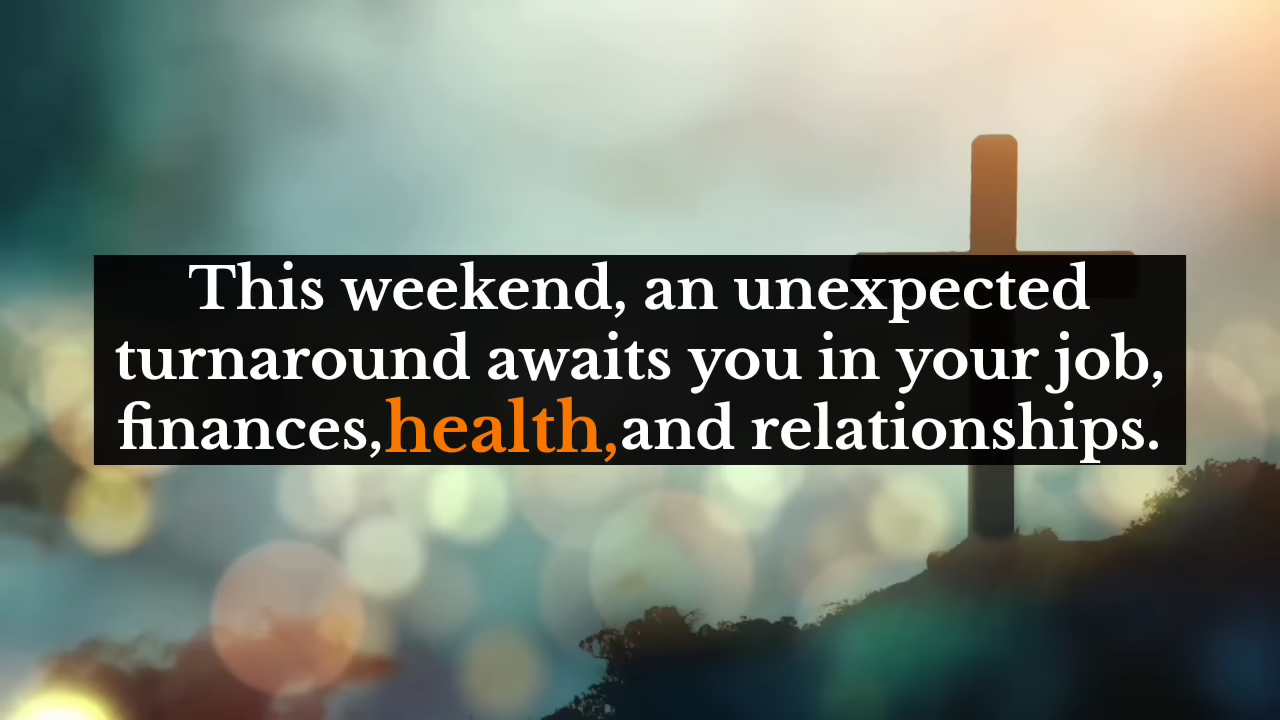 This weekend, an unexpected
turnaround awaits you in your job,
finances,health,and relationships.